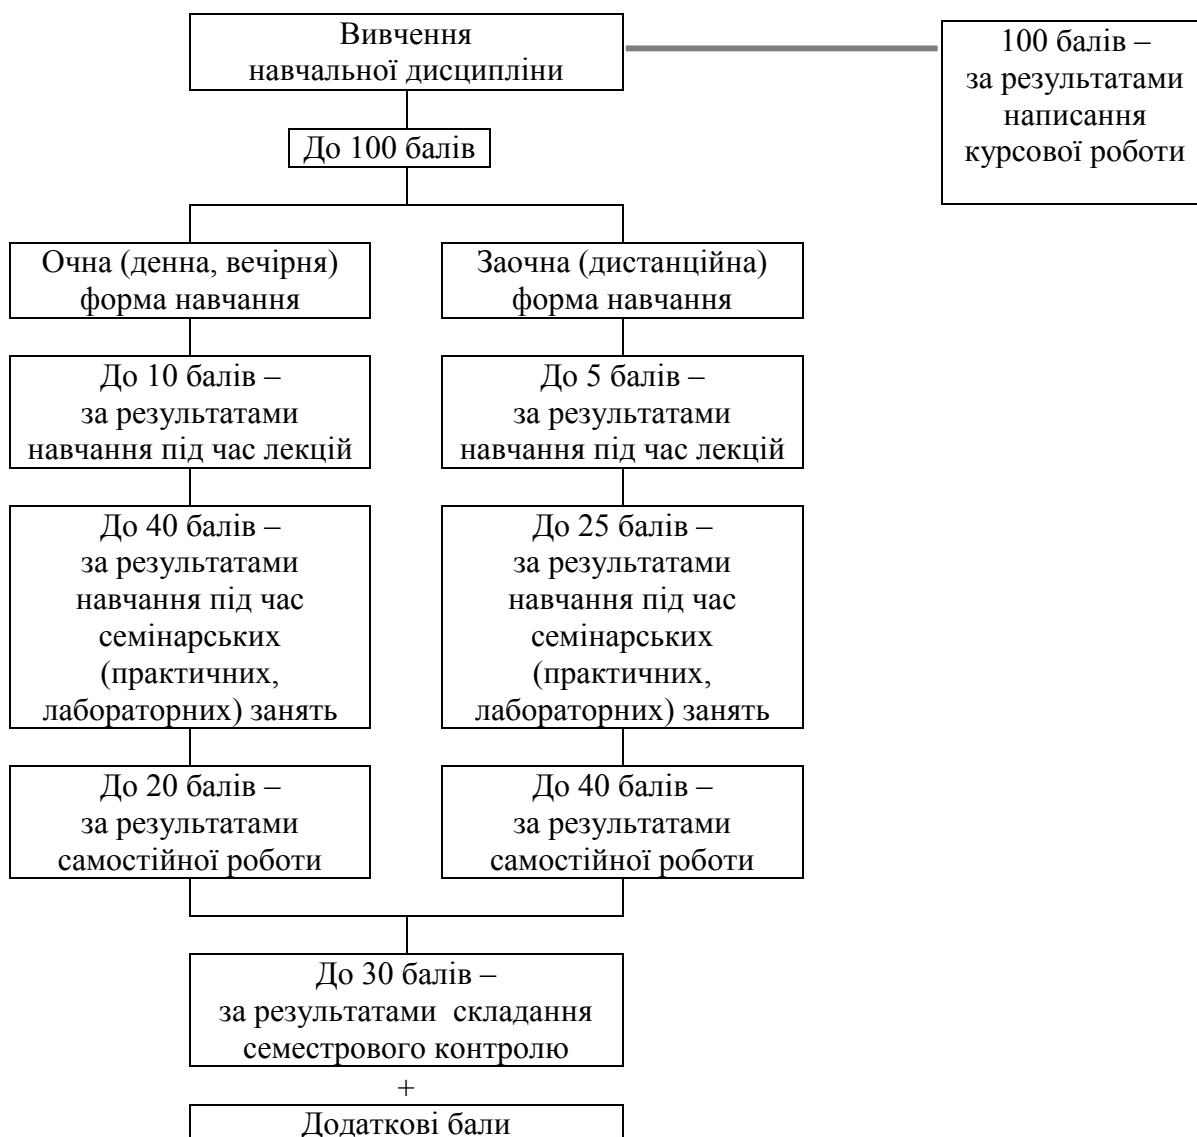 Вивчення
навчальної дисципліни
100 балів –
за результатами
написання
курсової роботи
До 100 балів
Очна (денна, вечірня)
форма навчання
Заочна (дистанційна)
форма навчання
До 10 балів –
за результатами
навчання під час лекцій
До 5 балів –
за результатами
навчання під час лекцій
До 40 балів –
за результатами
навчання під час
семінарських
(практичних,
лабораторних) занять
До 25 балів –
за результатами
навчання під час
семінарських
(практичних,
лабораторних) занять
До 20 балів –
за результатами
самостійної роботи
До 40 балів –
за результатами
самостійної роботи
До 30 балів –
за результатами складання
семестрового контролю
+
Додаткові бали